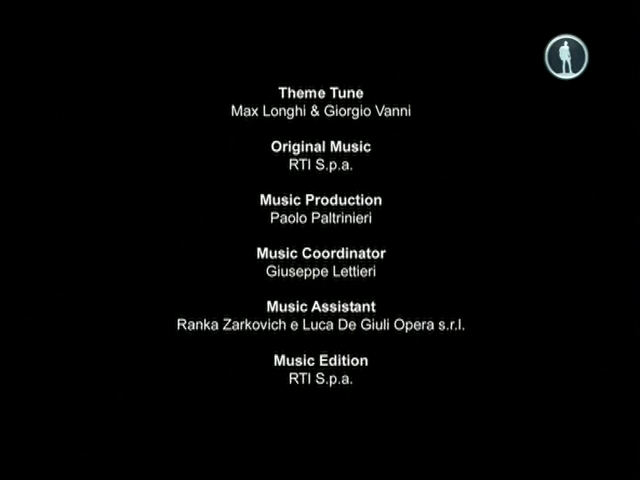 Theme Tune
Max Longhi & Giorgio Vanni
Original Music
RTI S.p.a.
Music Production
Paolo Paltrinieri
Music Coordinator
Giuseppe Lettieri
Music Assistant
Ranka Zarkovich e Luca De Giuli Opera s.r.l.
Music Edition
RTI S.p.a.